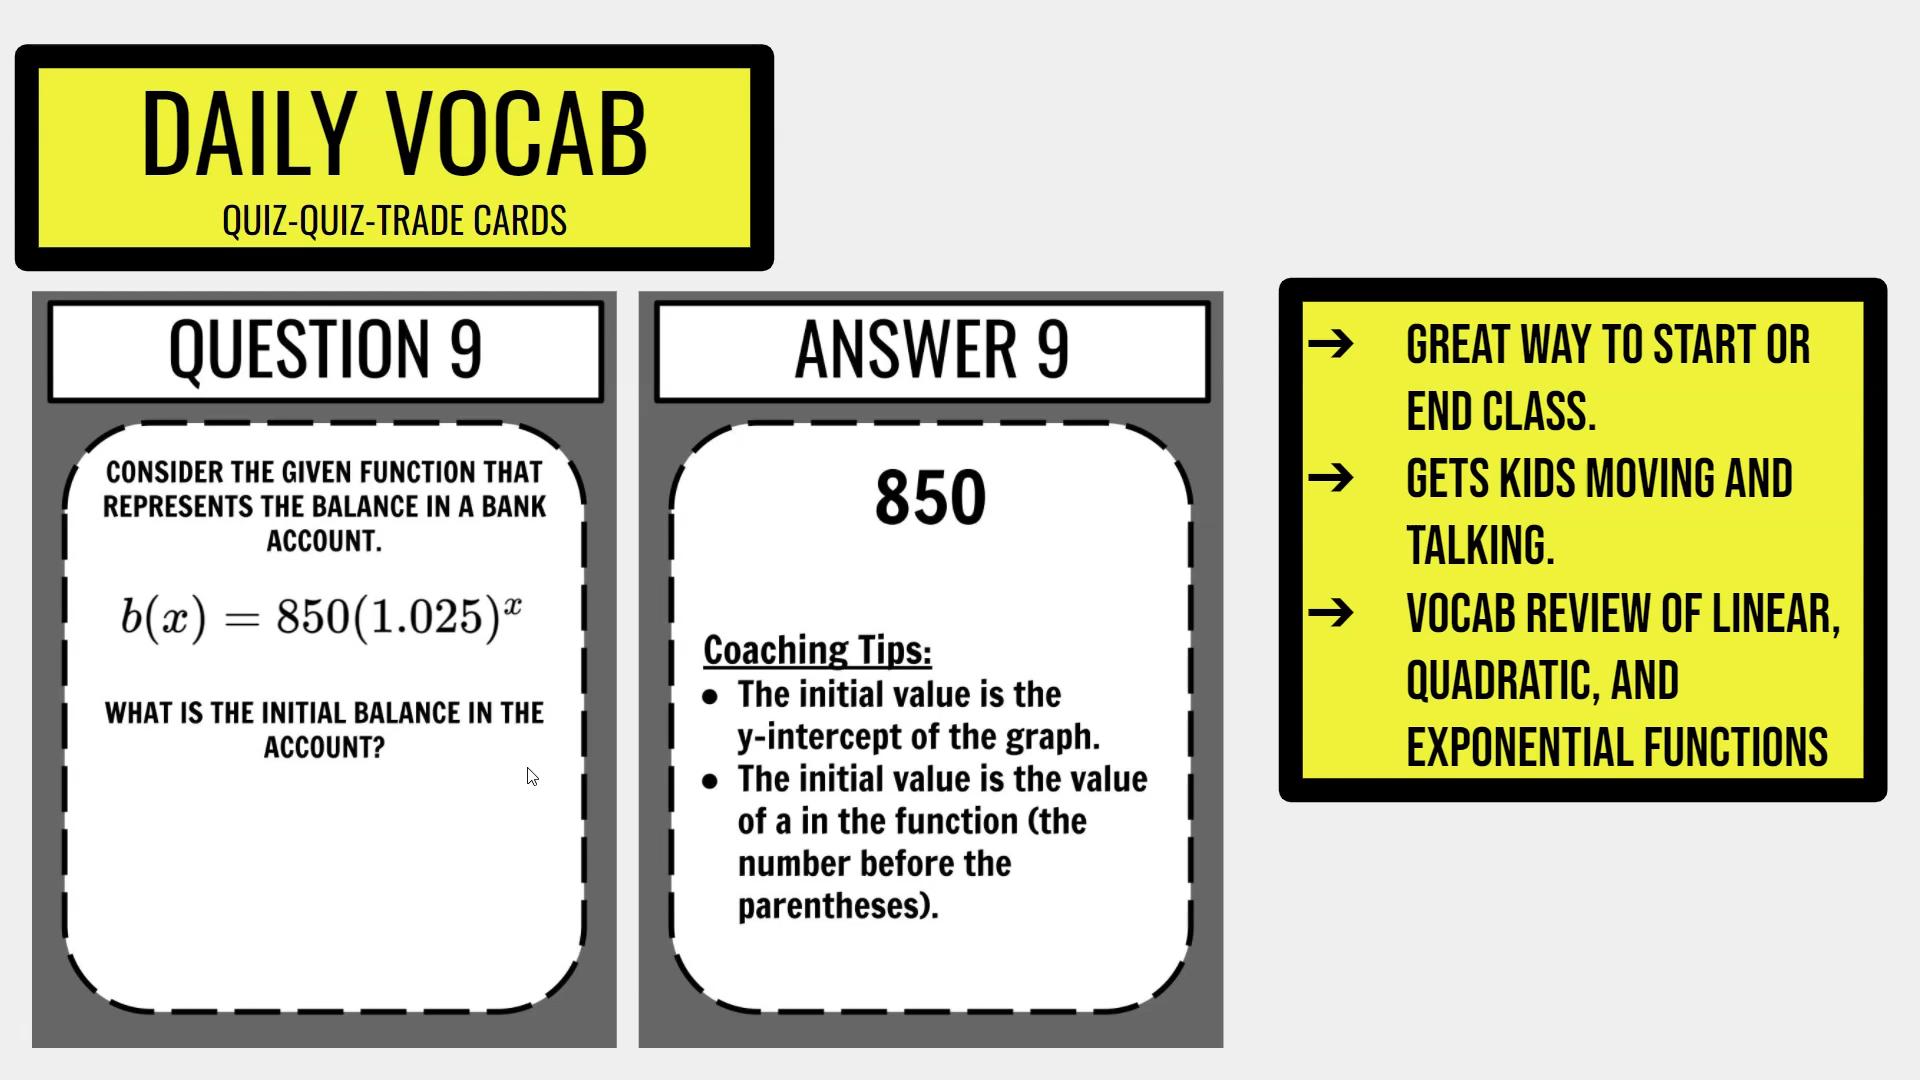 DAILY VOCAB
QUIZ-QUIZ-TRADE CARDS
QUESTION 9
CONSIDER THE GIVEN FUNCTION THAT
REPRESENTS THE BALANCE IN A BANK
ACCOUNT.
b(x) = 850(1.025)^x
WHAT IS THE INITIAL BALANCE IN THE
ACCOUNT?
ANSWER 9
850
Coaching Tips:
● The initial value is the
y-intercept of the graph.
● The initial value is the value
of a in the function (the
number before the
parentheses).
➔ GREAT WAY TO START OR
END CLASS.
➔ GETS KIDS MOVING AND
TALKING.
➔ VOCAB REVIEW OF LINEAR,
QUADRATIC, AND
EXPONENTIAL FUNCTIONS